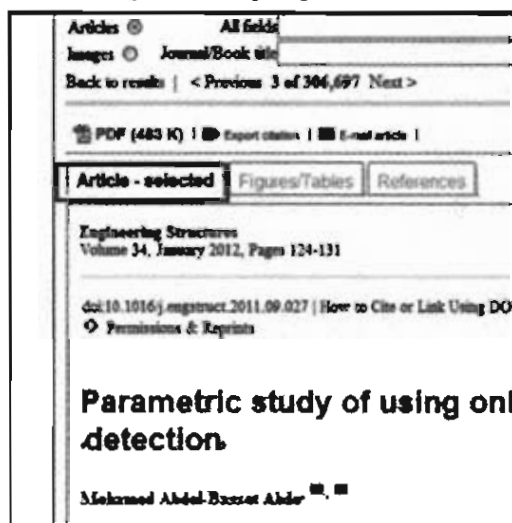 Articles All fields
Images Journal/Book title
Back to results | < Previous 3 of 304,697 Next >
PDF (483 K) | Export citation | E-mail article |
Article - selected Figures/Tables References
Engineering Structures
Volume 34, January 2012, Pages 124-131
doi:10.1016/j.engstruct.2011.09.027 | How to Cite or Link Using DO
Permissions & Reprints
Parametric study of using onl
detection
Mohamed Abdel-Basset Abdo